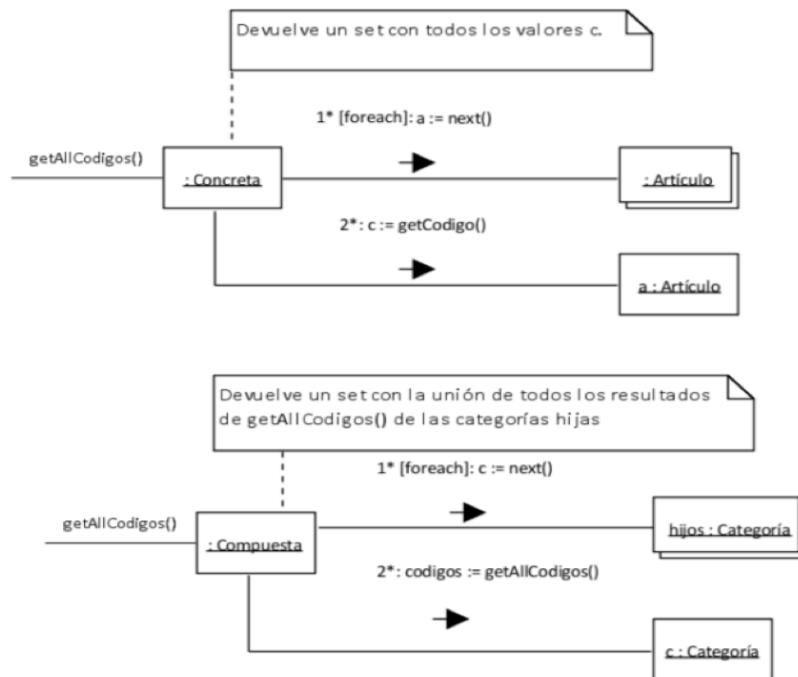 Devuelve un set con todos los valores c.
1* [foreach]: a := next()
getAllCodigos()
: Concreta
: Artículo
2*: c := getCodigo()
a : Artículo
Devuelve un set con la unión de todos los resultados
de getAllCodigos() de las categorías hijas
1* [foreach]: c := next()
getAllCodigos()
: Compuesta
hijos : Categoría
2*: codigos := getAllCodigos()
c : Categoría